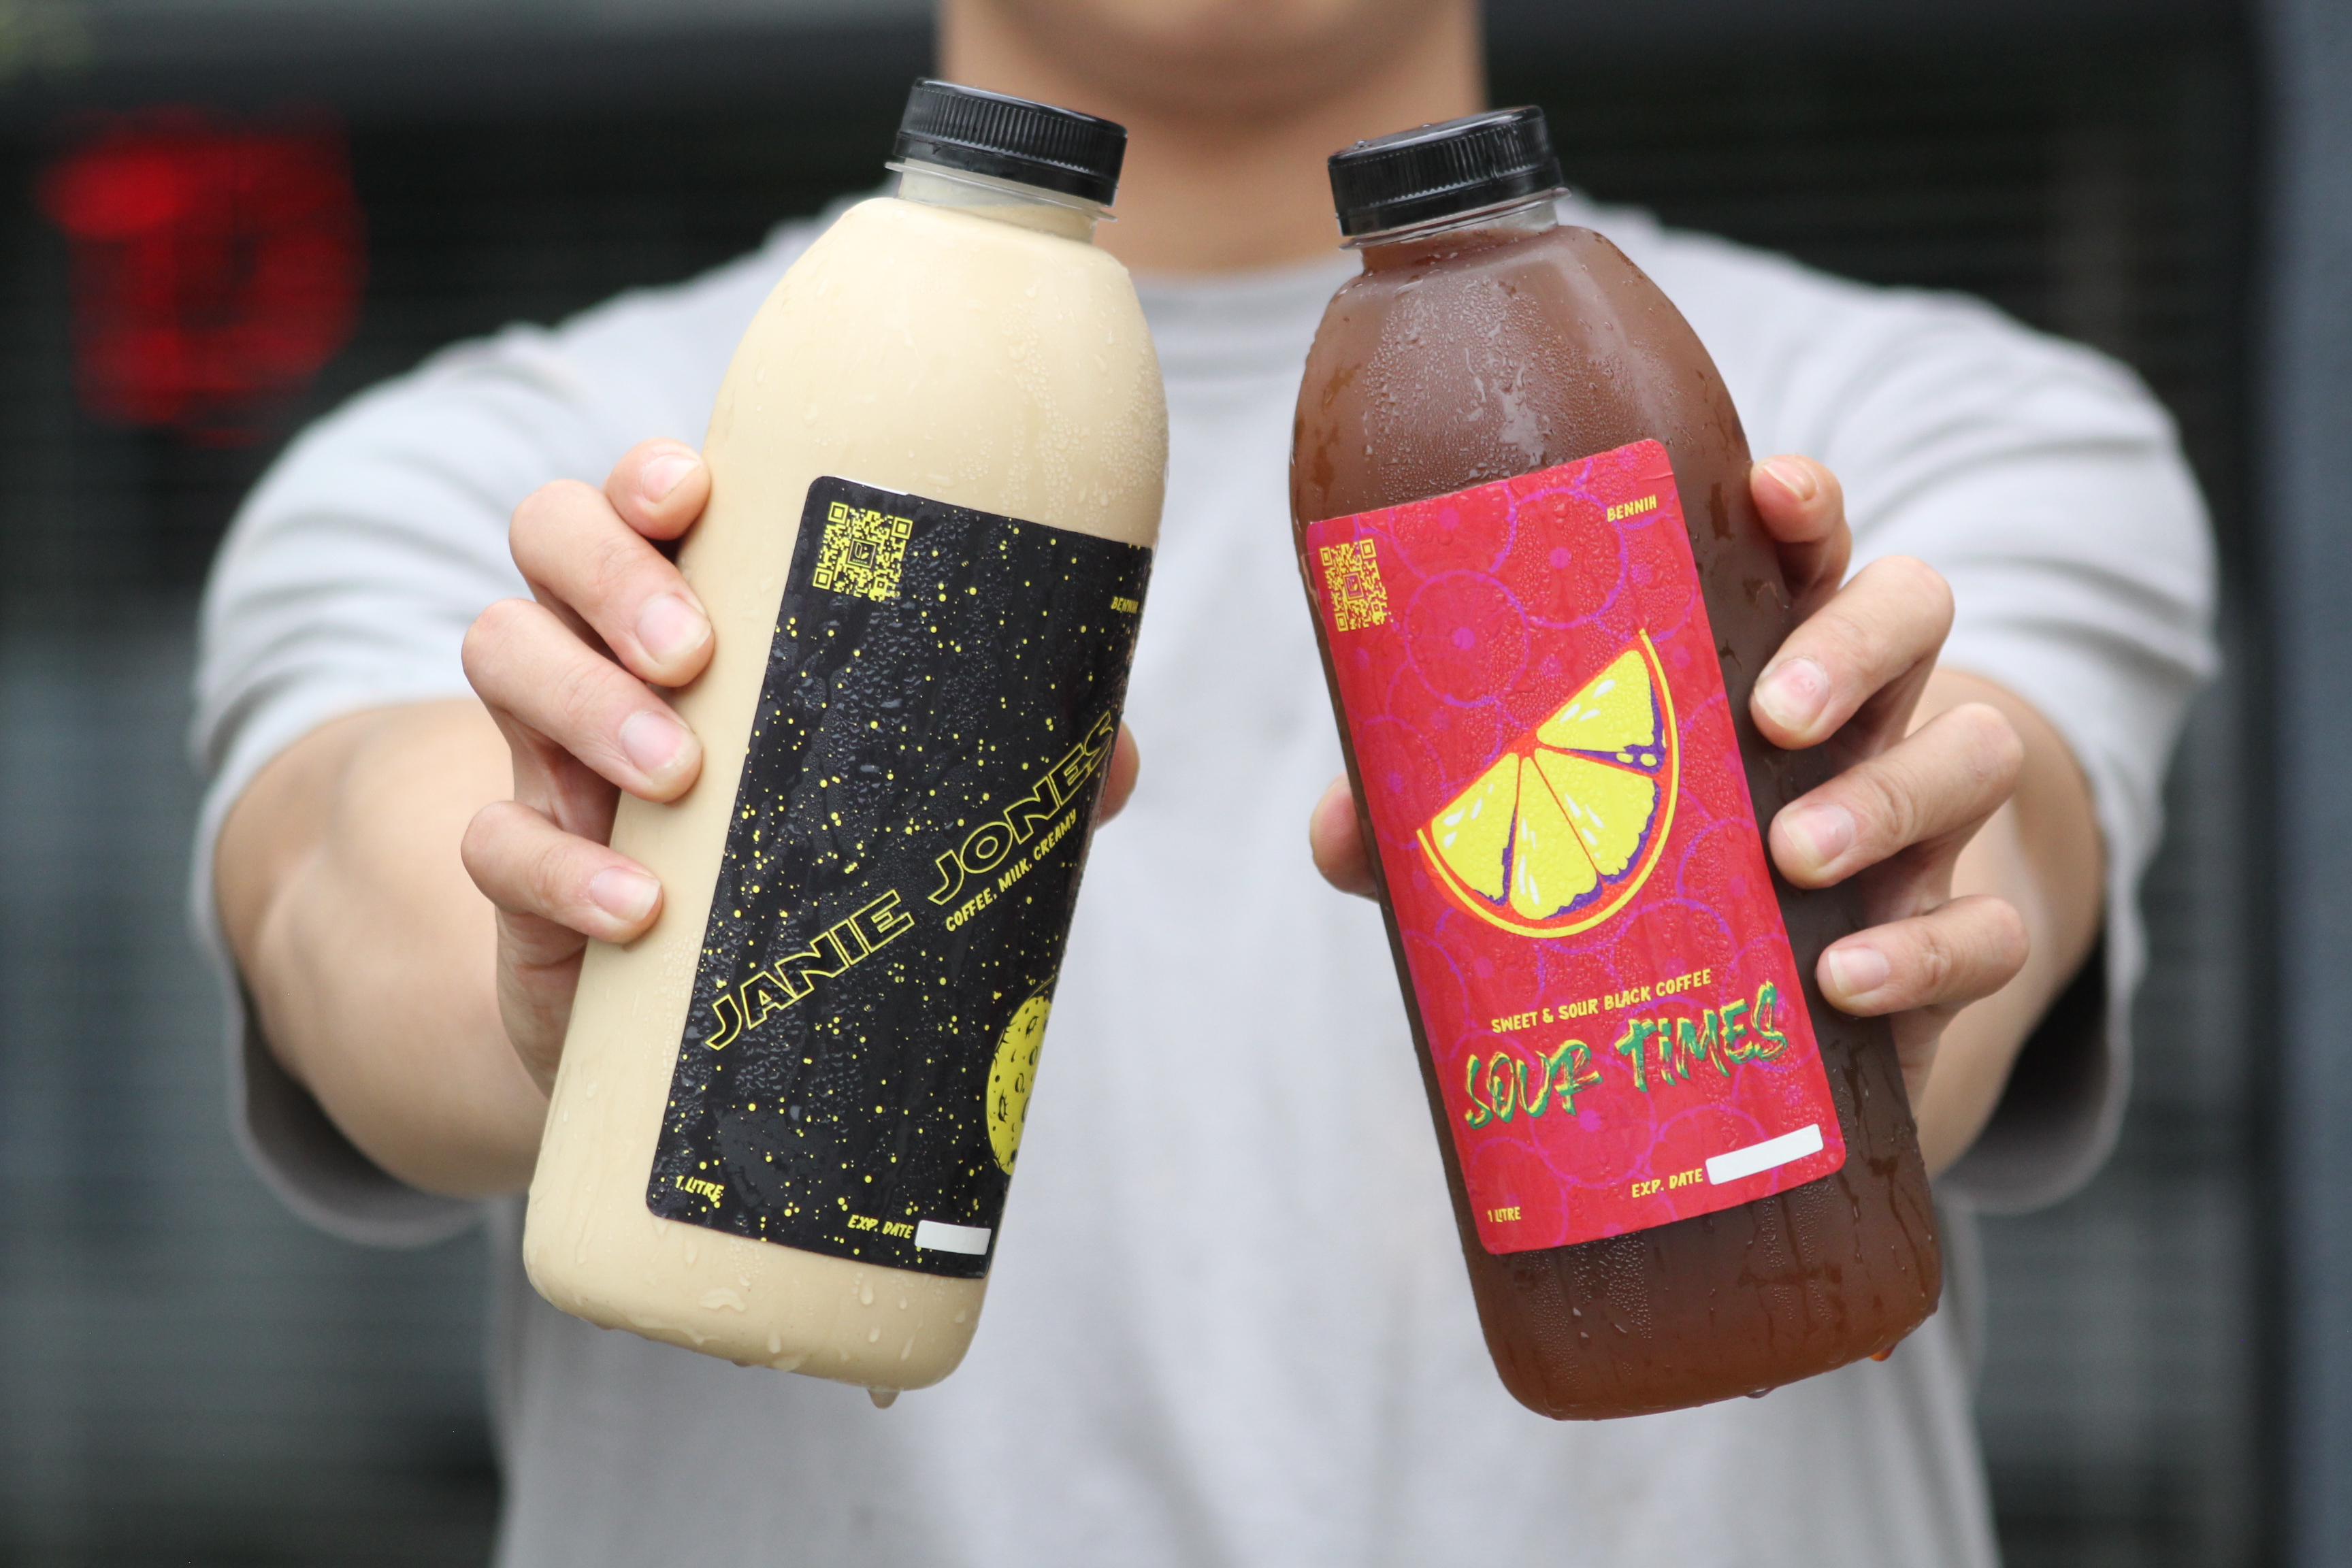 BENNIH
JANIE JONES
COFFEE, MILK, CREAMY
1 LITRE
EXP. DATE
BENNIH
SWEET & SOUR BLACK COFFEE
SOUR TIMES
1 LITRE
EXP. DATE